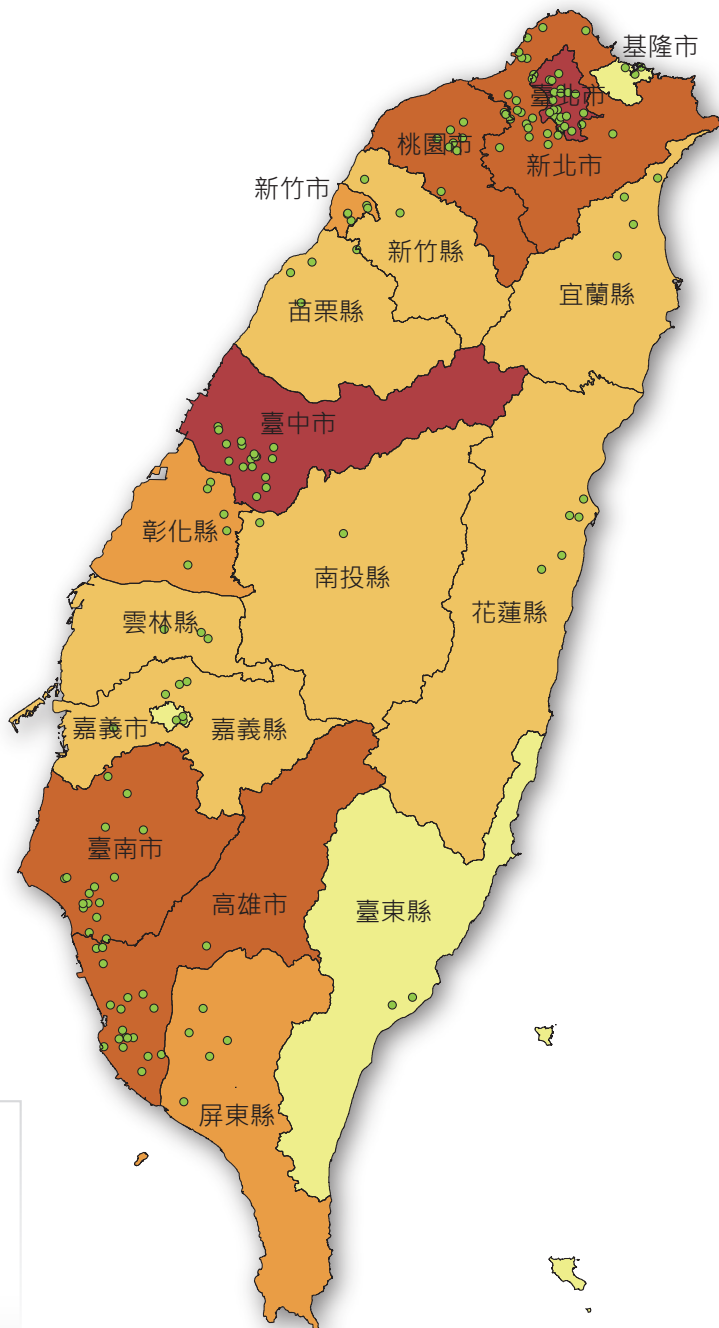 基隆市
臺北市
桃園市
新北市
新竹市
新竹縣
宜蘭縣
苗栗縣
臺中市
彰化縣
南投縣
花蓮縣
雲林縣
嘉義市
嘉義縣
臺南市
高雄市
臺東縣
屏東縣